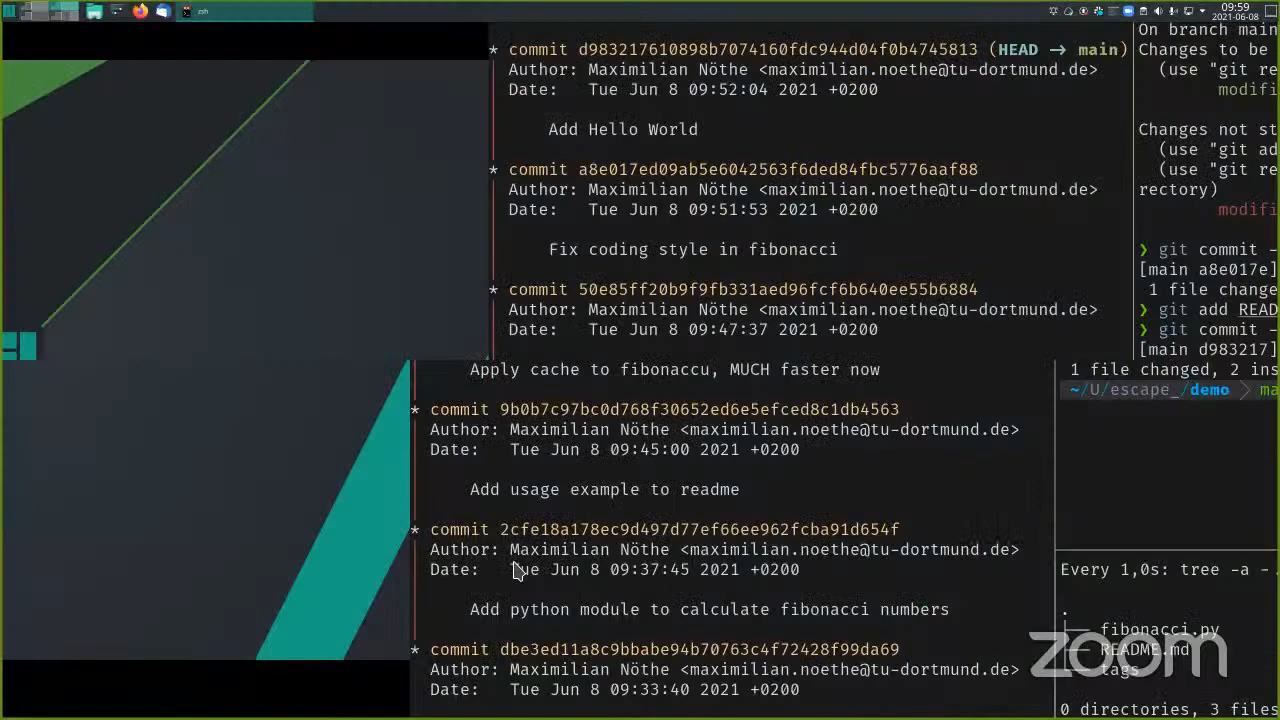 zsh
09:59
2021-06-08
* commit d983217610898b7074160fdc944d04f0b4745813 (HEAD → main)
Author: Maximilian Nöthe <maximilian.noethe@tu-dortmund.de>
Date: Tue Jun 8 09:52:04 2021 +0200
Add Hello World
* commit a8e017ed09ab5e6042563f6ded84fbc5776aaf88
Author: Maximilian Nöthe <maximilian.noethe@tu-dortmund.de>
Date: Tue Jun 8 09:51:53 2021 +0200
Fix coding style in fibonacci
* commit 50e85ff20b9f9fb331aed96fcf6b640ee55b6884
Author: Maximilian Nöthe <maximilian.noethe@tu-dortmund.de>
Date: Tue Jun 8 09:47:37 2021 +0200
Apply cache to fibonaccu, MUCH faster now
* commit 9b0b7c97bc0d768f30652ed6e5efced8c1db4563
Author: Maximilian Nöthe <maximilian.noethe@tu-dortmund.de>
Date: Tue Jun 8 09:45:00 2021 +0200
Add usage example to readme
* commit 2cfe18a178ec9d497d77ef66ee962fcba91d654f
Author: Maximilian Nöthe <maximilian.noethe@tu-dortmund.de>
Date: Tue Jun 8 09:37:45 2021 +0200
Add python module to calculate fibonacci numbers
* commit dbe3ed11a8c9bbabe94b70763c4f72428f99da69
Author: Maximilian Nöthe <maximilian.noethe@tu-dortmund.de>
Date: Tue Jun 8 09:33:40 2021 +0200
On branch main
Changes to be
(use "git re
modifi
Changes not st
(use "git ad
(use "git re
rectory)
modifi
❯ git commit -
[main a8e017e]
1 file change
❯ git add READ
❯ git commit -
[main d983217]
1 file changed, 2 ins
~/U/escape_/demo > ma
Every 1,0s: tree -a -
.
├── fibonacci.py
├── README.md
└── tags
0 directories, 3 files
zoom